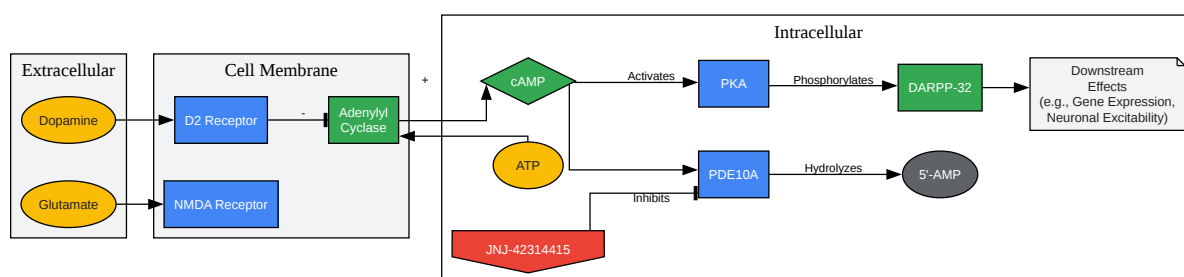 Extracellular
Dopamine
Glutamate
Cell Membrane
D2 Receptor
-
Adenylyl
Cyclase
NMDA Receptor
+
Intracellular
cAMP
Activates
PKA
Phosphorylates
DARPP-32
Downstream
Effects
(e.g., Gene Expression,
Neuronal Excitability)
ATP
PDE10A
Hydrolyzes
5'-AMP
Inhibits
JNJ-42314415